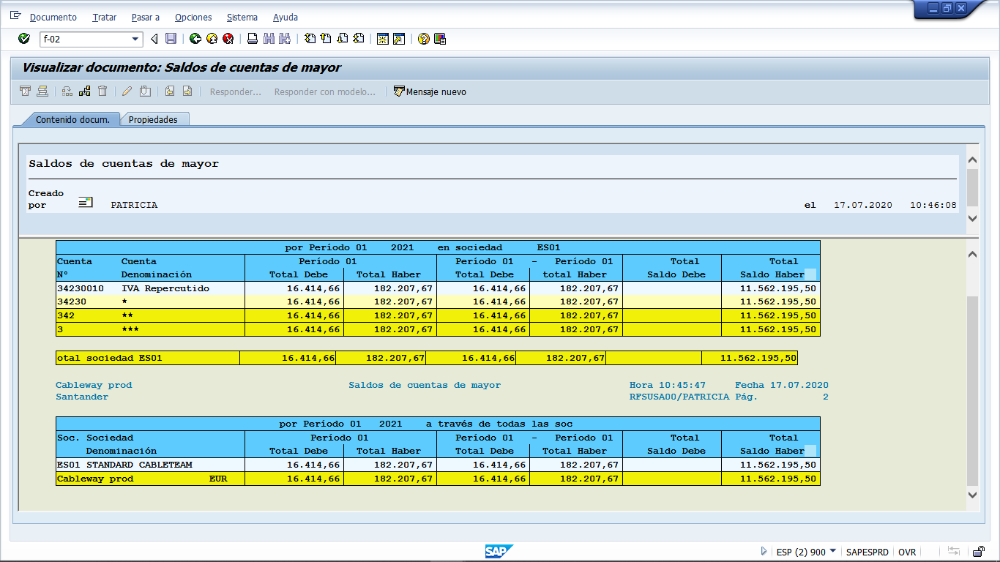 Documento Tratar Pasar a Opciones Sistema Ayuda
f-02
Visualizar documento: Saldos de cuentas de mayor
Responder... Responder con modelo... Mensaje nuevo
Contenido docum. Propiedades
Saldos de cuentas de mayor
Creado
por PATRICIA el 17.07.2020 10:46:08
por Período 01 2021 en sociedad ES01
Cuenta Cuenta Período 01 Período 01 - Período 01 Total Total
Nº Denominación Total Debe Total Haber Total Debe total Haber Saldo Debe Saldo Haber
34230010 IVA Repercutido 16.414,66 182.207,67 16.414,66 182.207,67 11.562.195,50
34230 * 16.414,66 182.207,67 16.414,66 182.207,67 11.562.195,50
342 ** 16.414,66 182.207,67 16.414,66 182.207,67 11.562.195,50
3 *** 16.414,66 182.207,67 16.414,66 182.207,67 11.562.195,50
otal sociedad ES01 16.414,66 182.207,67 16.414,66 182.207,67 11.562.195,50
Cableway prod Saldos de cuentas de mayor Hora 10:45:47 Fecha 17.07.2020
Santander RFSUSA00/PATRICIA Pág. 2
por Período 01 2021 a través de todas las soc
Soc. Sociedad Período 01 Período 01 - Período 01 Total Total
Denominación Total Debe Total Haber Total Debe Total Haber Saldo Debe Saldo Haber
ES01 STANDARD CABLETEAM 16.414,66 182.207,67 16.414,66 182.207,67 11.562.195,50
Cableway prod EUR 16.414,66 182.207,67 16.414,66 182.207,67 11.562.195,50
SAP ESP (2) 900 SAPESPRD OVR